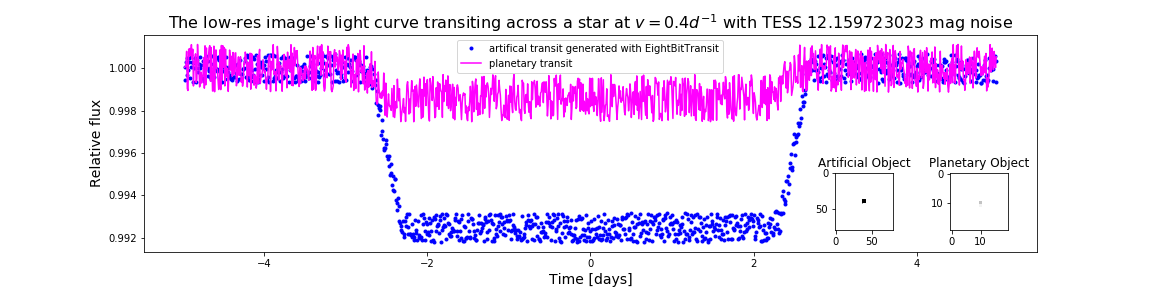 The low-res image's light curve transiting across a star at v = 0.4d⁻¹ with TESS 12.159723023 mag noise
artifical transit generated with EightBitTransit
planetary transit
Relative flux
1.000
0.998
0.996
0.994
0.992
Artificial Object
0
50
0 50
Planetary Object
0
10
0 10
−4 −2 0 2 4
Time [days]